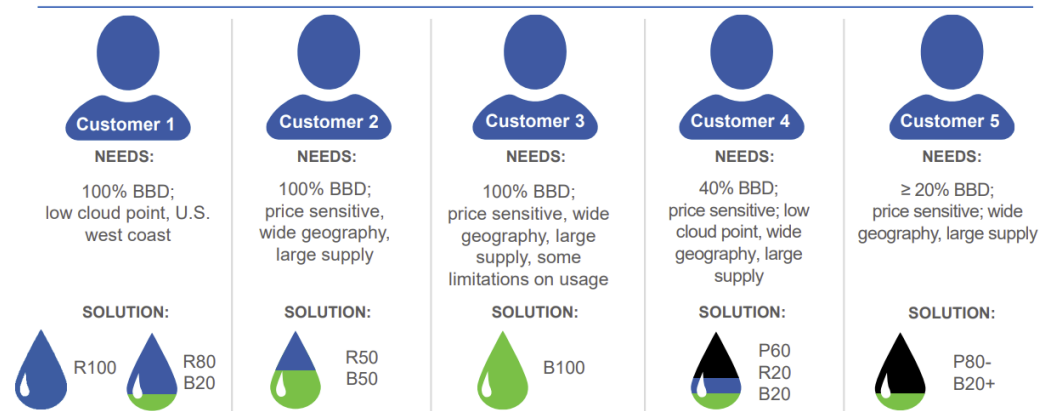 Customer 1
NEEDS:
100% BBD;
low cloud point, U.S.
west coast
SOLUTION:
R100
R80
B20
Customer 2
NEEDS:
100% BBD;
price sensitive,
wide geography,
large supply
SOLUTION:
R50
B50
Customer 3
NEEDS:
100% BBD;
price sensitive, wide
geography, large
supply, some
limitations on usage
SOLUTION:
B100
Customer 4
NEEDS:
40% BBD;
price sensitive; low
cloud point, wide
geography, large
supply
SOLUTION:
P60
R20
B20
Customer 5
NEEDS:
≥ 20% BBD;
price sensitive; wide
geography, large supply
SOLUTION:
P80-
B20+